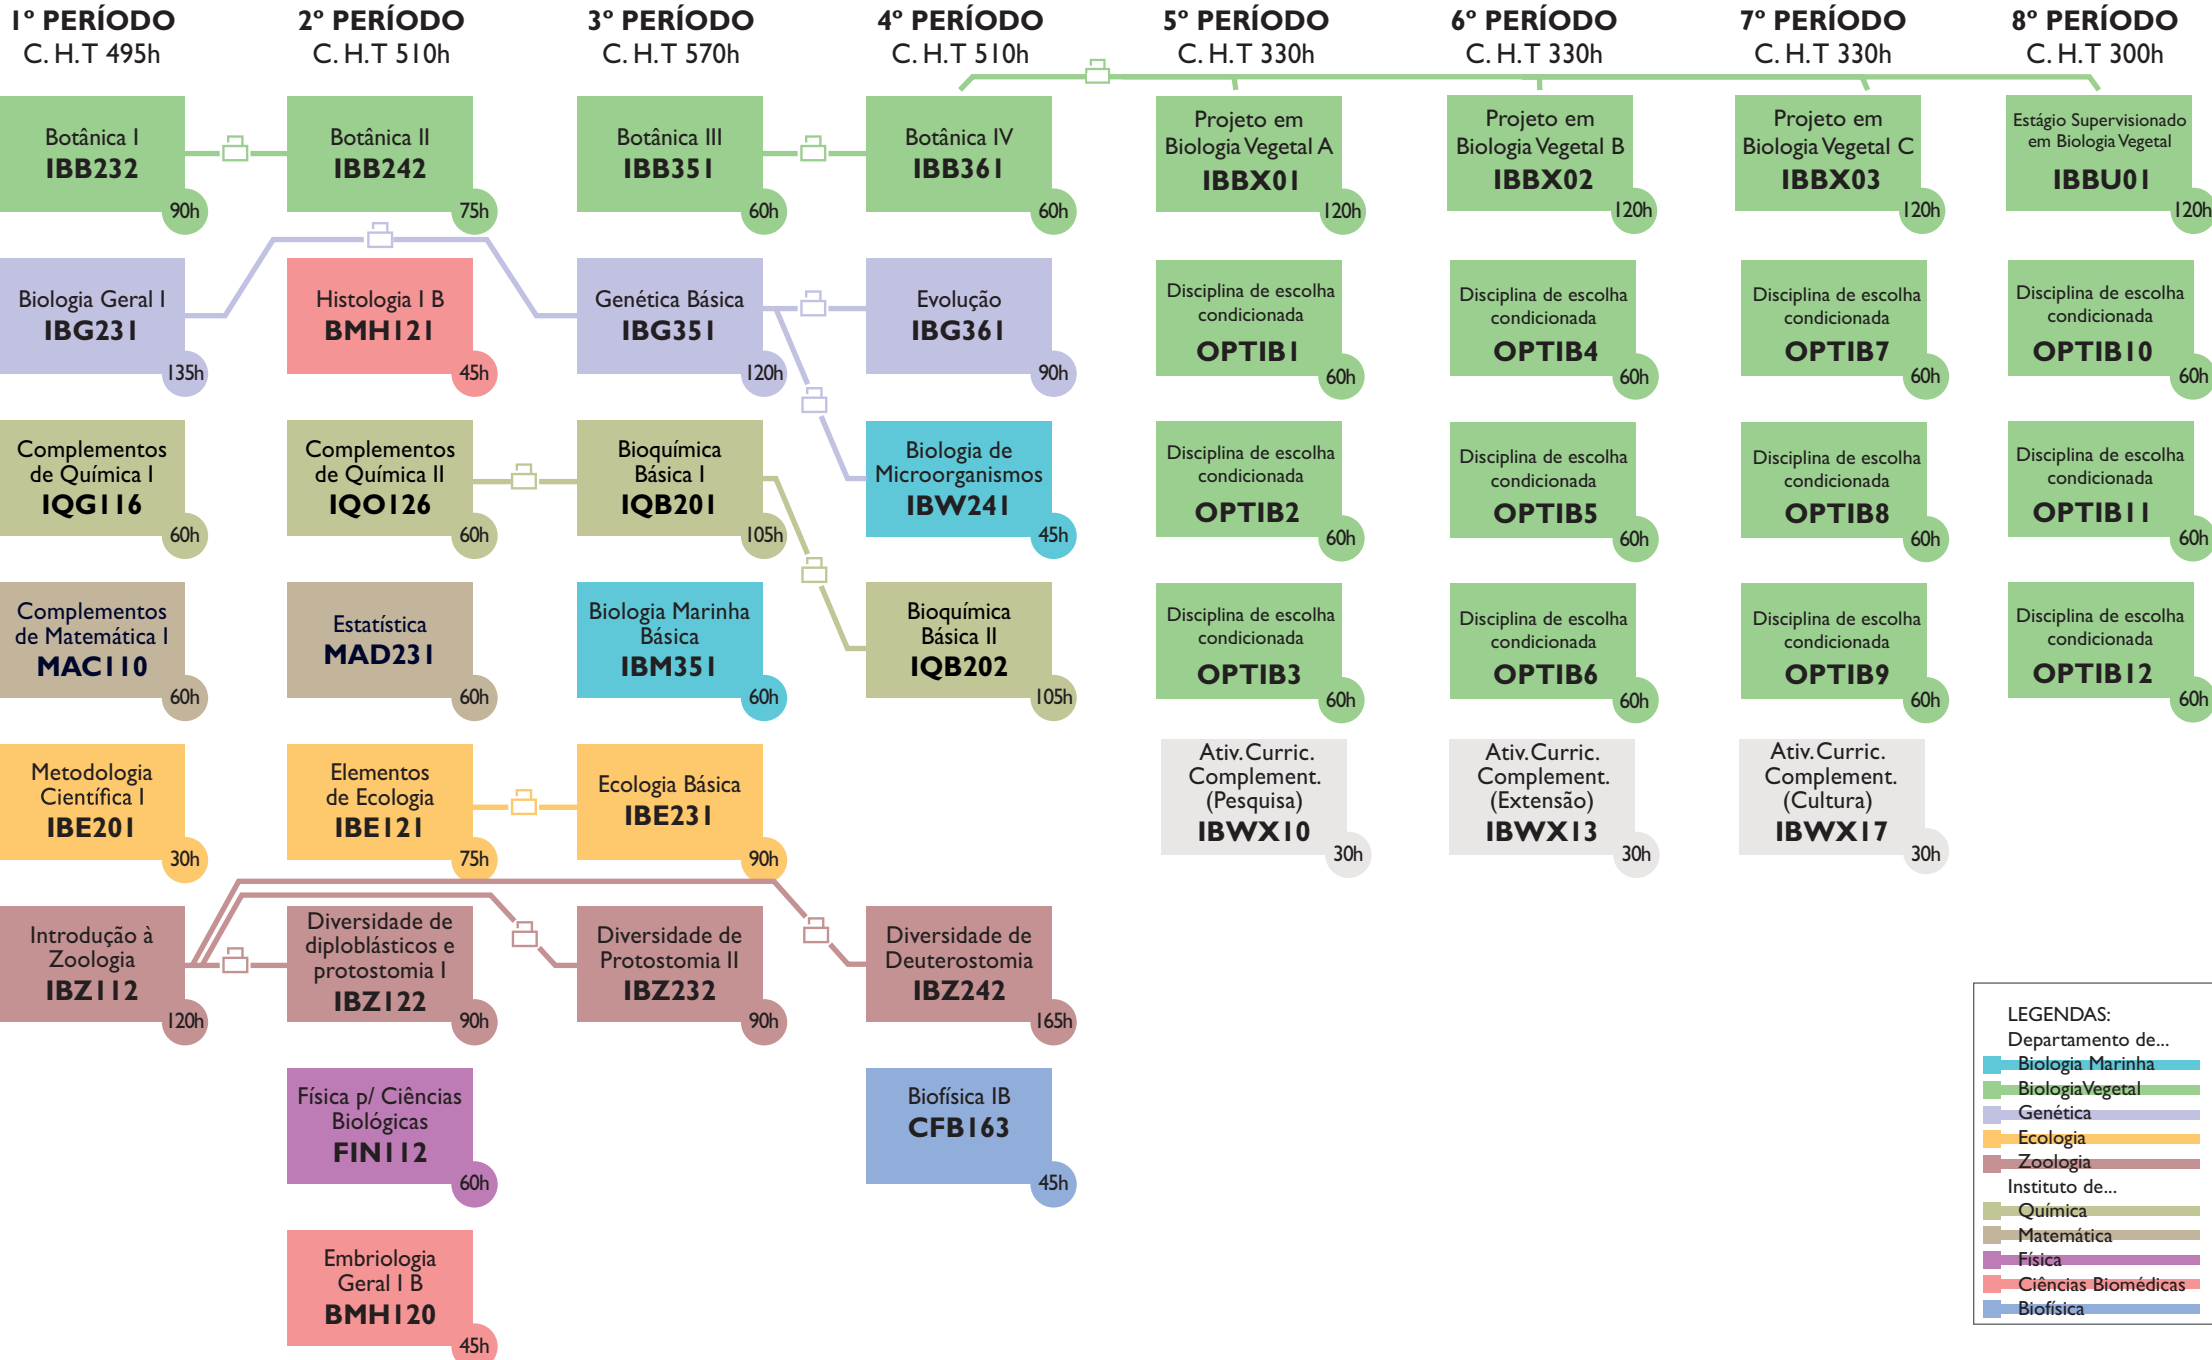 1º PERÍODO
C. H.T 495h
Botânica I
IBB232
90h
Biologia Geral I
IBG231
135h
Complementos
de Química I
IQG116
60h
Complementos
de Matemática I
MAC110
60h
Metodologia
Científica I
IBE201
30h
Introdução à
Zoologia
IBZ112
120h
2º PERÍODO
C. H.T 510h
Botânica II
IBB242
75h
Histologia I B
BMH121
45h
Complementos
de Química II
IQO126
60h
Estatística
MAD231
60h
Elementos
de Ecologia
IBE121
75h
Diversidade de
diploblásticos e
protostomia I
IBZ122
90h
Física p/ Ciências
Biológicas
FIN112
60h
Embriologia
Geral I B
BMH120
45h
3º PERÍODO
C. H.T 570h
Botânica III
IBB351
60h
Genética Básica
IBG351
120h
Bioquímica
Básica I
IQB201
105h
Biologia Marinha
Básica
IBM351
60h
Ecologia Básica
IBE231
90h
Diversidade de
Protostomia II
IBZ232
90h
4º PERÍODO
C. H.T 510h
Botânica IV
IBB361
60h
Evolução
IBG361
90h
Biologia de
Microorganismos
IBW241
45h
Bioquímica
Básica II
IQB202
105h
Diversidade de
Deuterostomia
IBZ242
165h
Biofísica IB
CFB163
45h
5º PERÍODO
C. H.T 330h
Projeto em
Biologia Vegetal A
IBBX01
120h
Disciplina de escolha
condicionada
OPTIB1
60h
Disciplina de escolha
condicionada
OPTIB2
60h
Disciplina de escolha
condicionada
OPTIB3
60h
Ativ. Curric.
Complement.
(Pesquisa)
IBWX10
30h
6º PERÍODO
C. H.T 330h
Projeto em
Biologia Vegetal B
IBBX02
120h
Disciplina de escolha
condicionada
OPTIB4
60h
Disciplina de escolha
condicionada
OPTIB5
60h
Disciplina de escolha
condicionada
OPTIB6
60h
Ativ. Curric.
Complement.
(Extensão)
IBWX13
30h
7º PERÍODO
C. H.T 330h
Projeto em
Biologia Vegetal C
IBBX03
120h
Disciplina de escolha
condicionada
OPTIB7
60h
Disciplina de escolha
condicionada
OPTIB8
60h
Disciplina de escolha
condicionada
OPTIB9
60h
Ativ. Curric.
Complement.
(Cultura)
IBWX17
30h
8º PERÍODO
C. H.T 300h
Estágio Supervisionado
em Biologia Vegetal
IBBU01
120h
Disciplina de escolha
condicionada
OPTIB10
60h
Disciplina de escolha
condicionada
OPTIB11
60h
Disciplina de escolha
condicionada
OPTIB12
60h
LEGENDAS:
Departamento de...
Biologia Marinha
BiologiaVegetal
Genética
Ecologia
Zoologia
Instituto de...
Química
Matemática
Física
Ciências Biomédicas
Biofísica